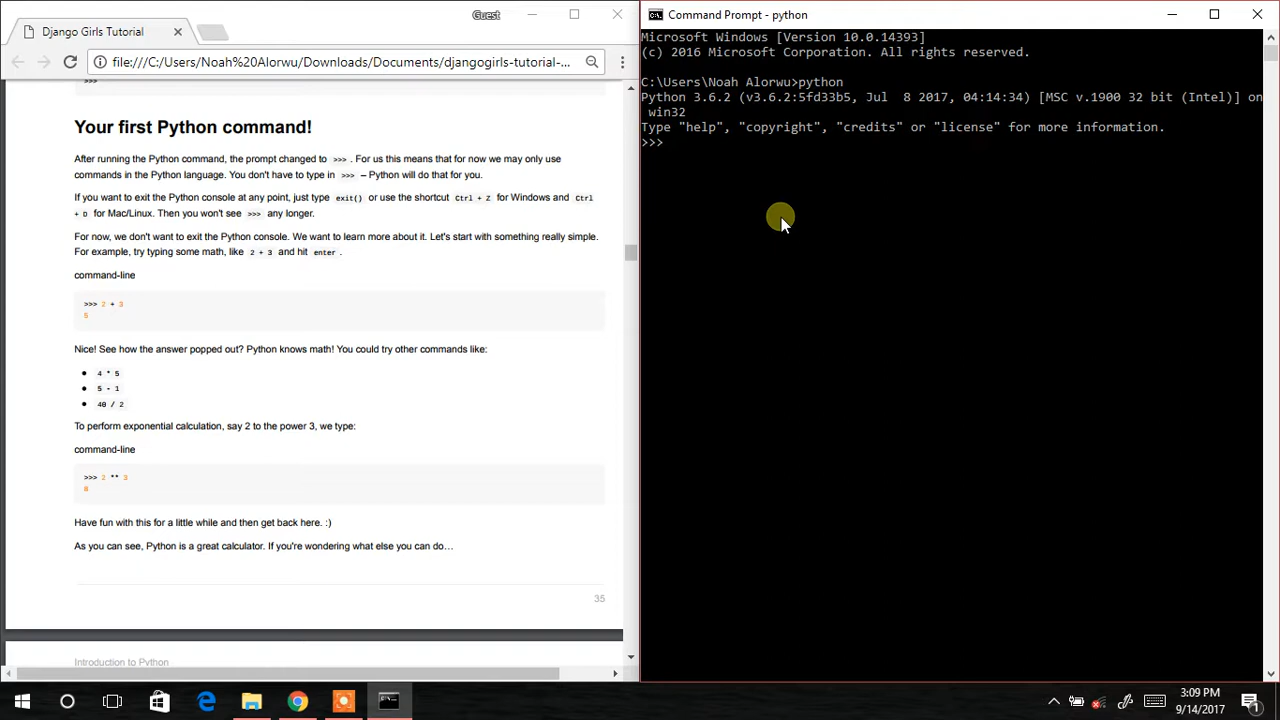 Guest
Django Girls Tutorial
file:///C:/Users/Noah%20Alorwu/Downloads/Documents/djangogirls-tutorial-...
>>>
Your first Python command!
After running the Python command, the prompt changed to >>> . For us this means that for now we may only use
commands in the Python language. You don't have to type in >>> – Python will do that for you.
If you want to exit the Python console at any point, just type exit() or use the shortcut Ctrl + Z for Windows and Ctrl
+ D for Mac/Linux. Then you won't see >>> any longer.
For now, we don't want to exit the Python console. We want to learn more about it. Let's start with something really simple.
For example, try typing some math, like 2 + 3 and hit enter .
command-line
>>> 2 + 3
5
Nice! See how the answer popped out? Python knows math! You could try other commands like:
4 * 5
5 - 1
40 / 2
To perform exponential calculation, say 2 to the power 3, we type:
command-line
>>> 2 ** 3
8
Have fun with this for a little while and then get back here. :)
As you can see, Python is a great calculator. If you're wondering what else you can do…
35
Introduction to Python
Command Prompt - python
Microsoft Windows [Version 10.0.14393]
(c) 2016 Microsoft Corporation. All rights reserved.
C:\Users\Noah Alorwu>python
Python 3.6.2 (v3.6.2:5fd33b5, Jul  8 2017, 04:14:34) [MSC v.1900 32 bit (Intel)] on
win32
Type "help", "copyright", "credits" or "license" for more information.
>>>
3:09 PM
9/14/2017
1